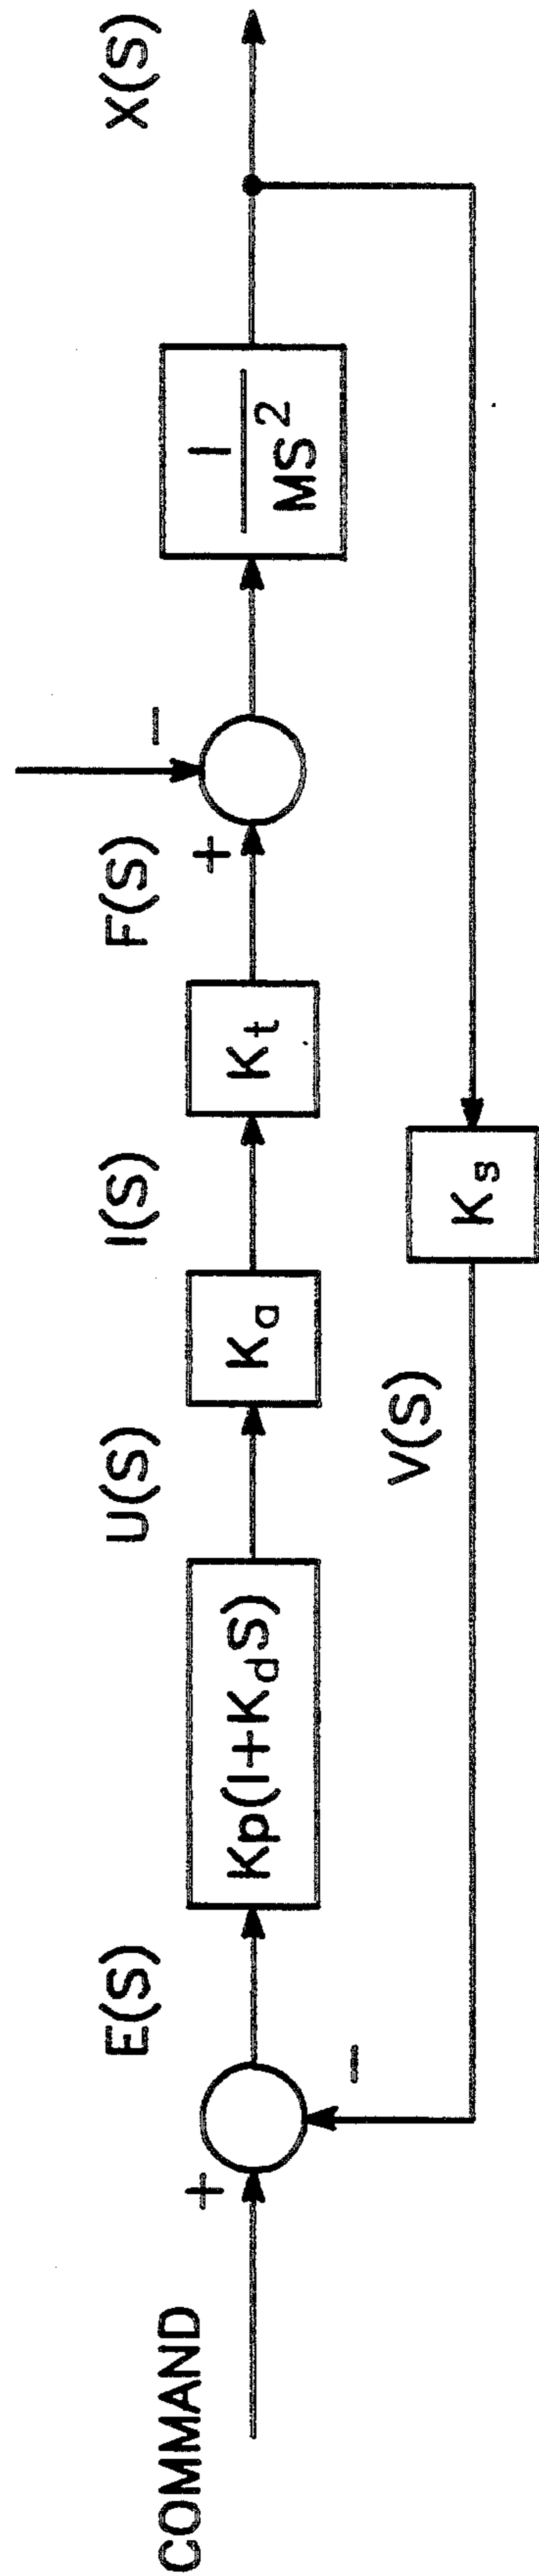 COMMAND
+
−
E(S)
Kp(1+KdS)
U(S)
Ka
I(S)
Kt
F(S)
+
−
1
MS²
X(S)
V(S)
Ks